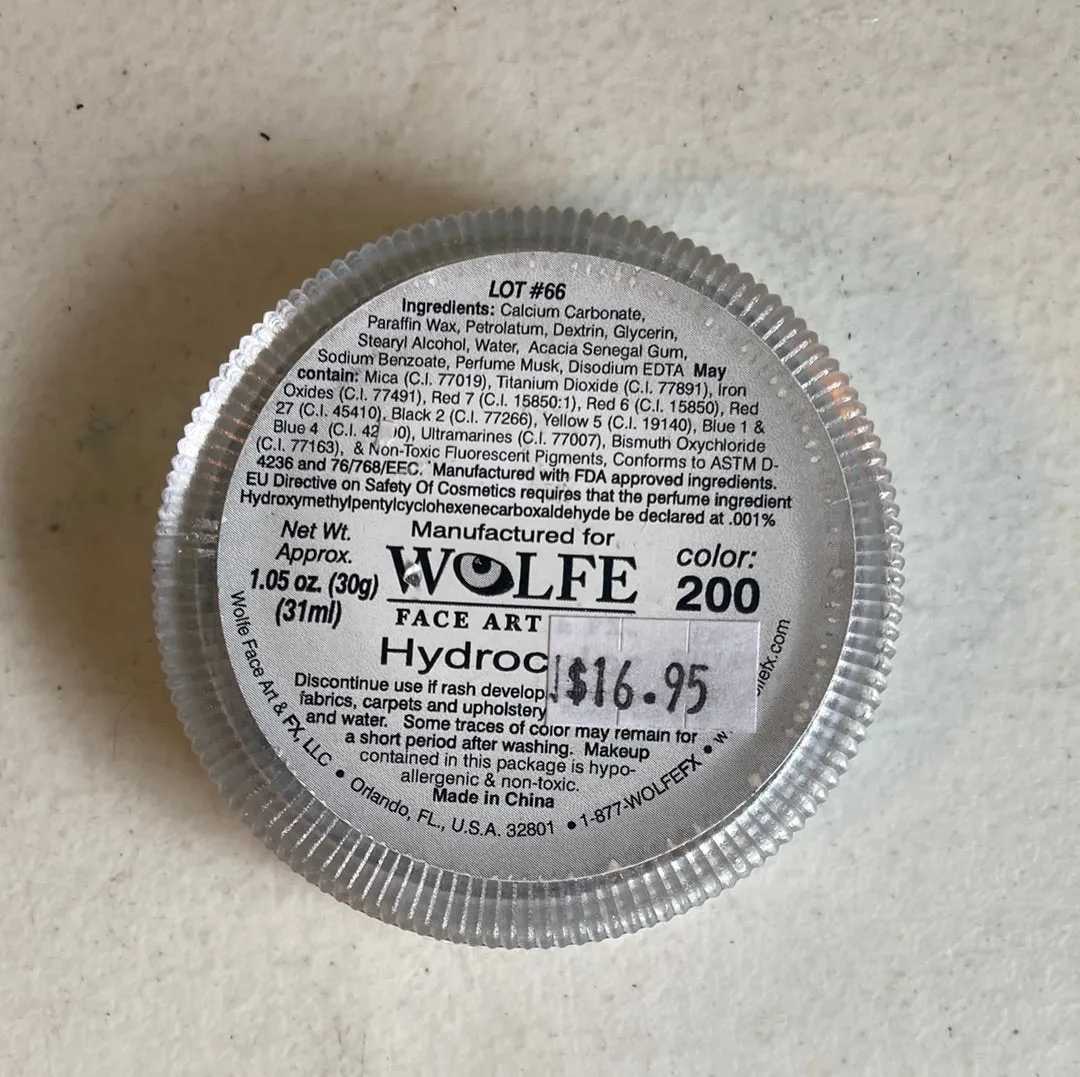 LOT #66
Ingredients: Calcium Carbonate,
Paraffin Wax, Petrolatum, Dextrin, Glycerin,
Stearyl Alcohol, Water, Acacia Senegal Gum,
Sodium Benzoate, Perfume Musk, Disodium EDTA May
contain: Mica (C.I. 77019), Titanium Dioxide (C.I. 77891), Iron
Oxides (C.I. 77491), Red 7 (C.I. 15850:1), Red 6 (C.I. 15850), Red
27 (C.I. 45410), Black 2 (C.I. 77266), Yellow 5 (C.I. 19140), Blue 1 &
Blue 4 (C.I. Ultramarines (C.I. 77007), Bismuth Oxychloride
(C.I. 77163), & Non-Toxic Fluorescent Pigments, Conforms to ASTM D-
4236 and 76/768/EEC. Manufactured with FDA approved ingredients.
EU Directive on Safety Of Cosmetics requires that the perfume ingredient
Hydroxymethylpentylcyclohexenecarboxaldehyde be declared at .001%
Net Wt.
Approx.
1.05 oz. (30g)
(31ml)
Manufactured for
WOLFE
FACE ART
color:
200
$16.95
Discontinue use if rash
fabrics, carpets and upholstery
and water. Some traces of color may remain for
a short period after washing. Makeup
contained in this package is hypo-
allergenic & non-toxic.
Made in China
Wolfe Face Art & FX, LLC • Orlando, FL., U.S.A. 32801 • 1-877-WOLFEFX •